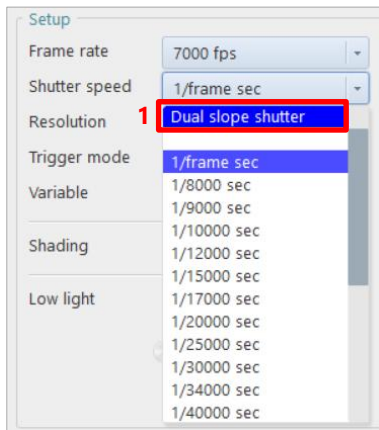 Setup
Frame rate 7000 fps
Shutter speed 1/frame sec
Resolution 1 Dual slope shutter
Trigger mode 1/frame sec
Variable 1/8000 sec
1/9000 sec
1/10000 sec
Shading 1/12000 sec
1/15000 sec
Low light 1/17000 sec
1/20000 sec
1/25000 sec
1/30000 sec
1/34000 sec
1/40000 sec